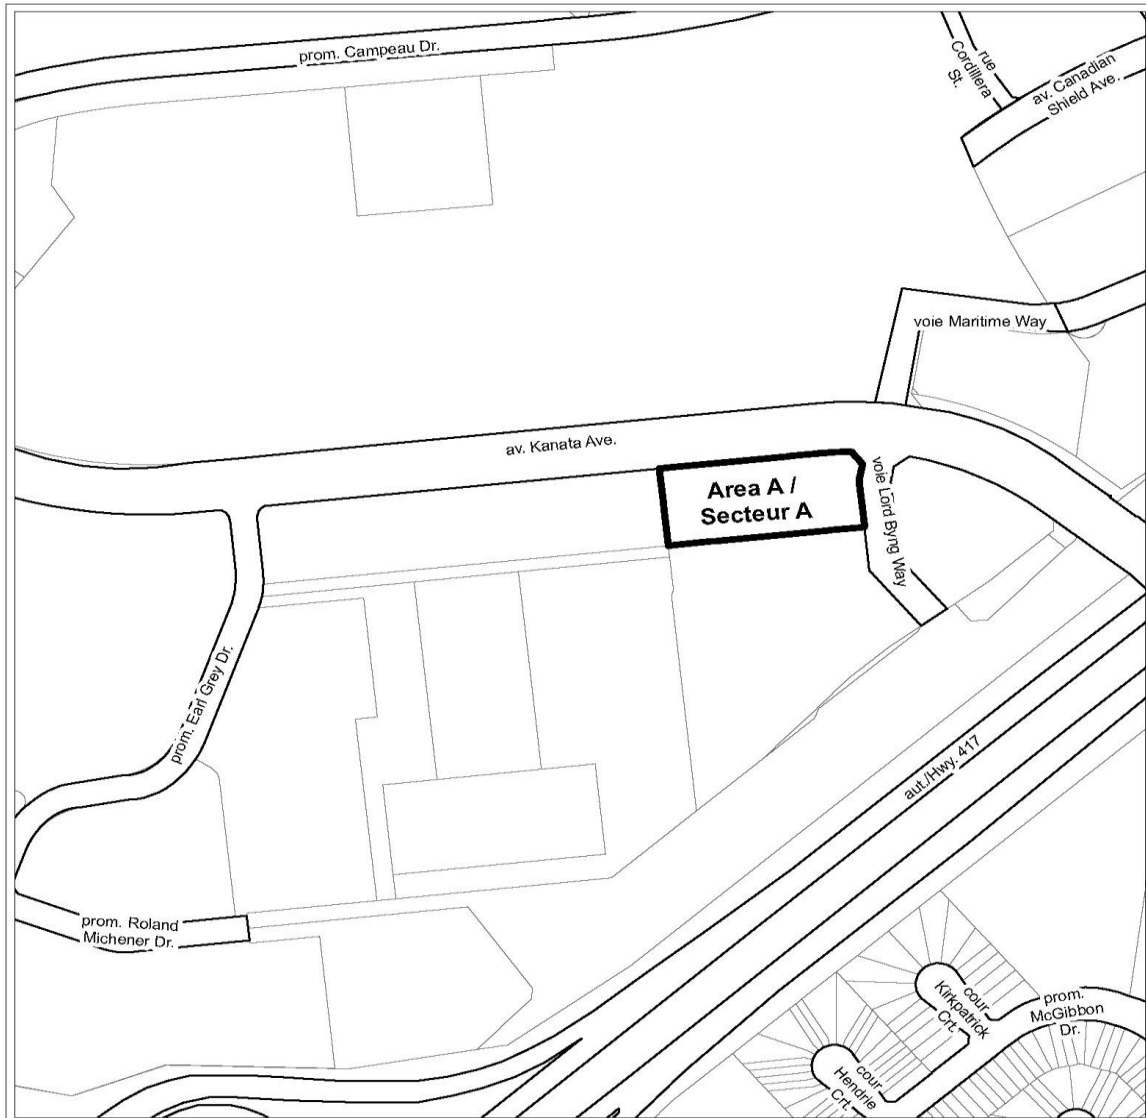 prom. Campeau Dr.
rue
Cordillera
St.
av. Canadian
Shield Ave.
voie Maritime Way
av. Kanata Ave.
Area A /
Secteur A
voie Lord Byng Way
prom. Earl Grey Dr.
aut./Hwy. 417
prom. Roland
Michener Dr.
cour
Kirkpatrick
Crt.
prom.
McGibbon
Dr.
cour
Hendrie
Crt.